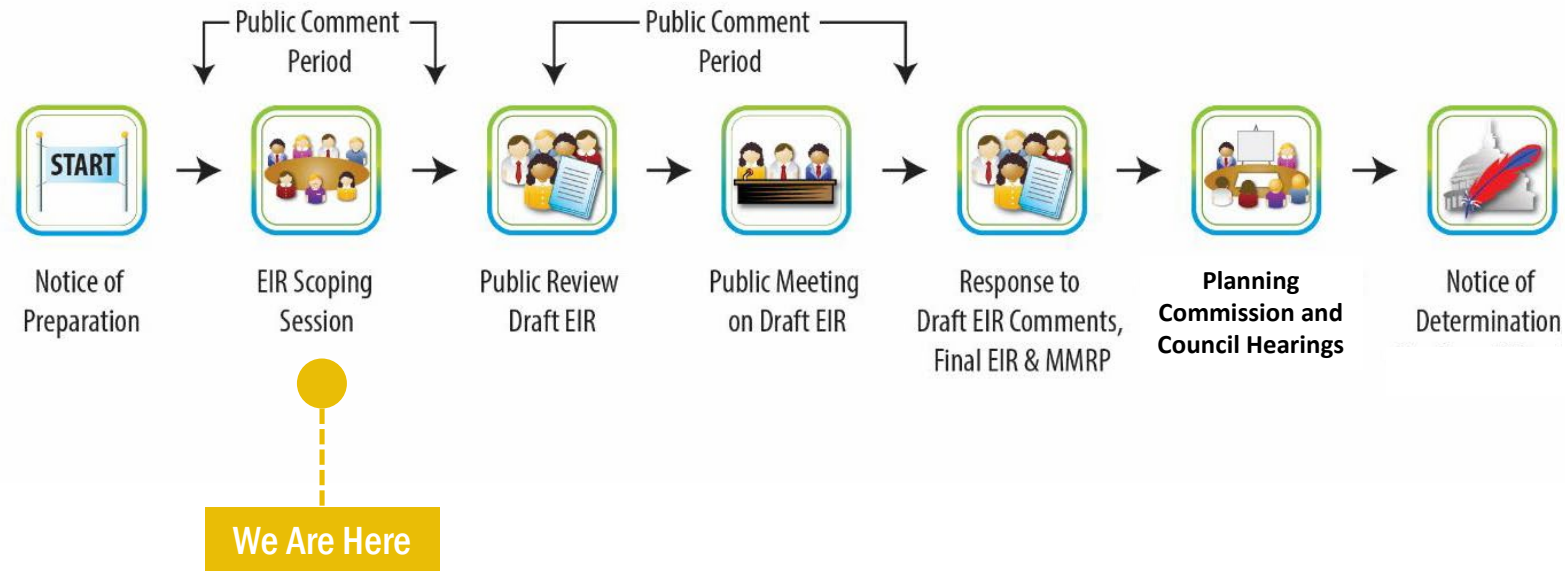 Public Comment
Period
Public Comment
Period
START
Notice of
Preparation
EIR Scoping
Session
Public Review
Draft EIR
Public Meeting
on Draft EIR
Response to
Draft EIR Comments,
Final EIR & MMRP
Planning
Commission and
Council Hearings
Notice of
Determination
We Are Here